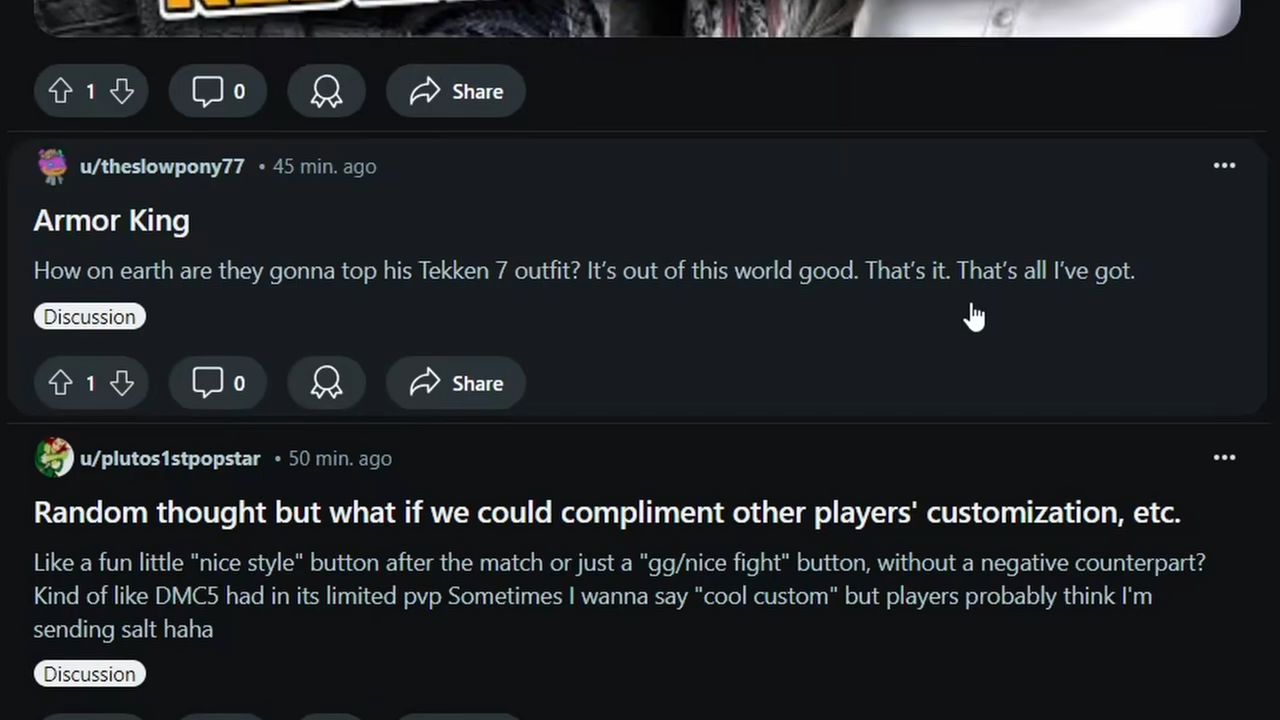 1
0
Share
u/theslowpony77 • 45 min. ago
Armor King
How on earth are they gonna top his Tekken 7 outfit? It’s out of this world good. That’s it. That’s all I’ve got.
Discussion
1
0
Share
u/plutos1stpopstar • 50 min. ago
Random thought but what if we could compliment other players' customization, etc.
Like a fun little "nice style" button after the match or just a "gg/nice fight" button, without a negative counterpart?
Kind of like DMC5 had in its limited pvp Sometimes I wanna say "cool custom" but players probably think I'm
sending salt haha
Discussion